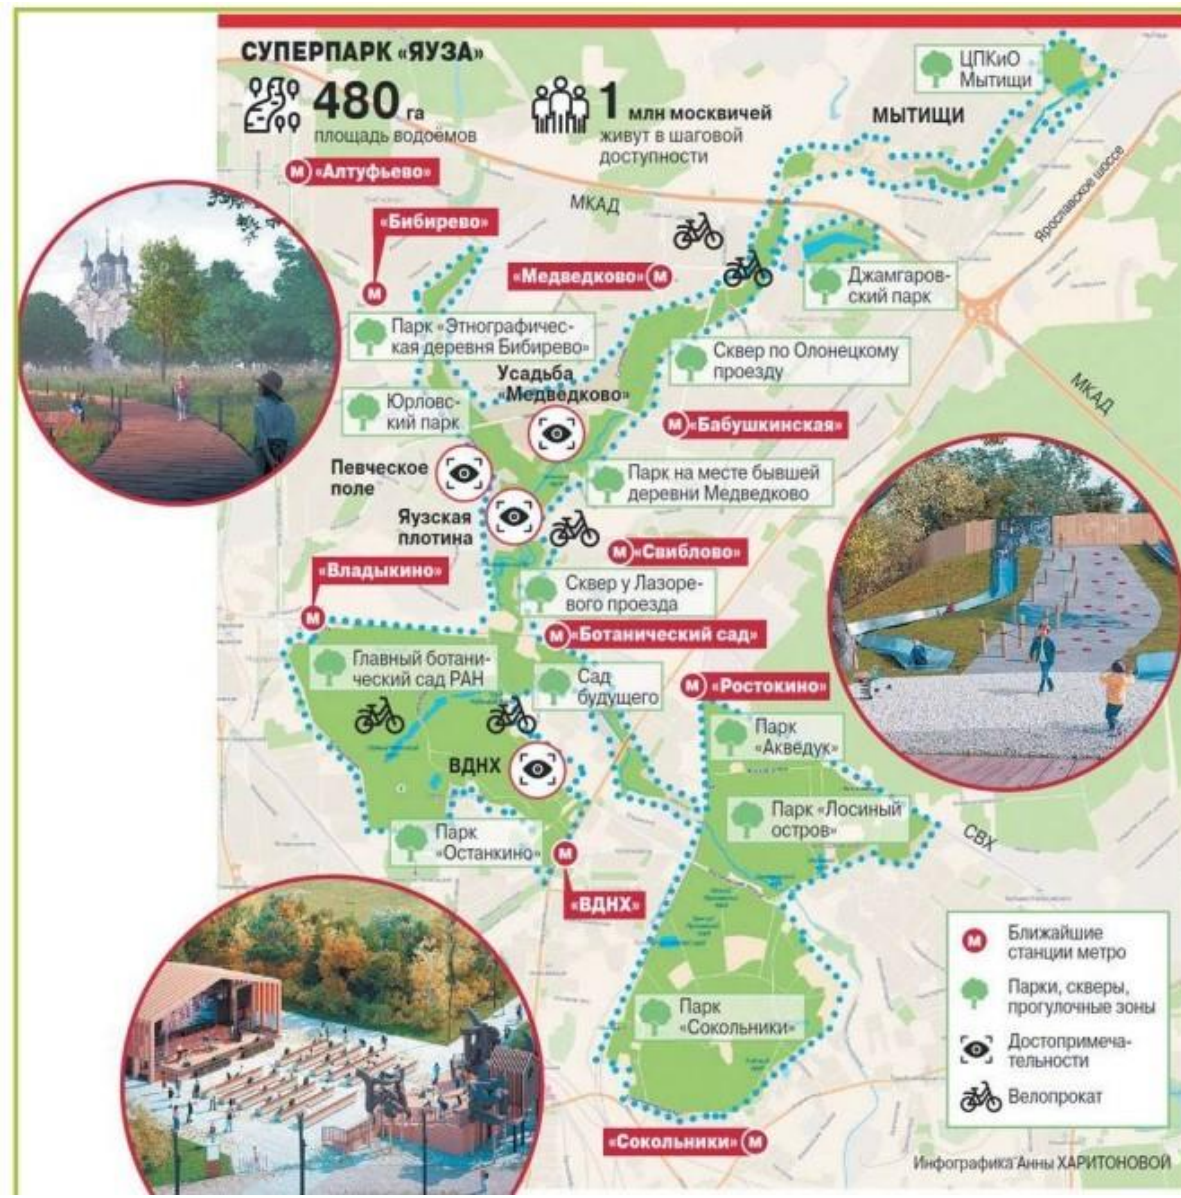 СУПЕРПАРК «ЯУЗА»
480 га
площадь водоёмов
1 млн москвичей
живут в шаговой
доступности
ЦПКиО
Мытищи
МЫТИЩИ
М «Алтуфьево»
МКАД
Ярославское шоссе
«Бибирево»
М
«Медведково» М
Джамгаров-
ский парк
Парк «Этнографичес-
кая деревня Бибирево»
Сквер по Олонецкому
проезду
МКАД
Усадьба
«Медведково»
Юрловс-
кий парк
М «Бабушкинская»
Певческое
поле
Парк на месте бывшей
деревни Медведково
Яузская
плотина
М «Свиблово»
«Владыкино»
М
Сквер у Лазоре-
вого проезда
М «Ботанический сад»
Главный ботани-
ческий сад РАН
Сад
будущего
М «Ростокино»
Парк
«Акведук»
ВДНХ
Парк «Лосиный
остров»
СВХ
Парк
«Останкино»
М
«ВДНХ»
Парк
«Сокольники»
«Сокольники» М
М Ближайшие
станции метро
Парки, скверы,
прогулочные зоны
Достопримеча-
тельности
Велопрокат
Инфографика Анны ХАРИТОНОВОЙ